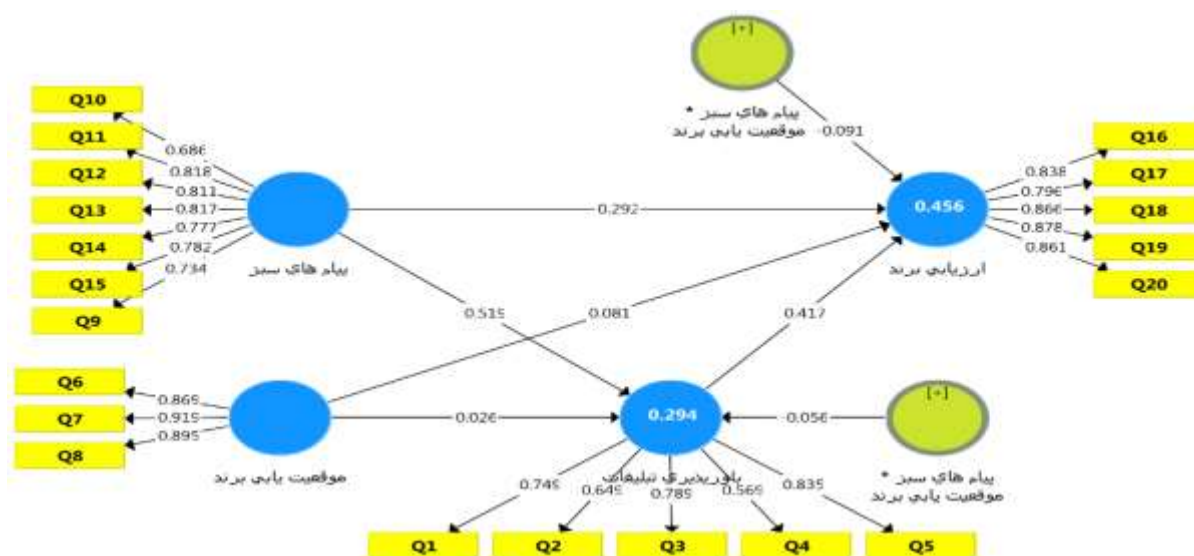 [+]
پیام های سبز *
موقعیت یابی برند
-0.091
Q10
Q11
Q12
Q13
Q14
Q15
Q9
0.686
0.818
0.811
0.817
0.777
0.782
0.734
پیام های سبز
0.292
0.456
ارزیابی برند
0.838
0.796
0.866
0.878
0.861
Q16
Q17
Q18
Q19
Q20
0.515
0.081
0.417
Q6
Q7
Q8
0.869
0.919
0.895
موقعیت یابی برند
0.026
0.294
باورپذیری تبلیغات
-0.056
[+]
پیام های سبز *
موقعیت یابی برند
0.749
0.649
0.789
0.569
0.835
Q1
Q2
Q3
Q4
Q5